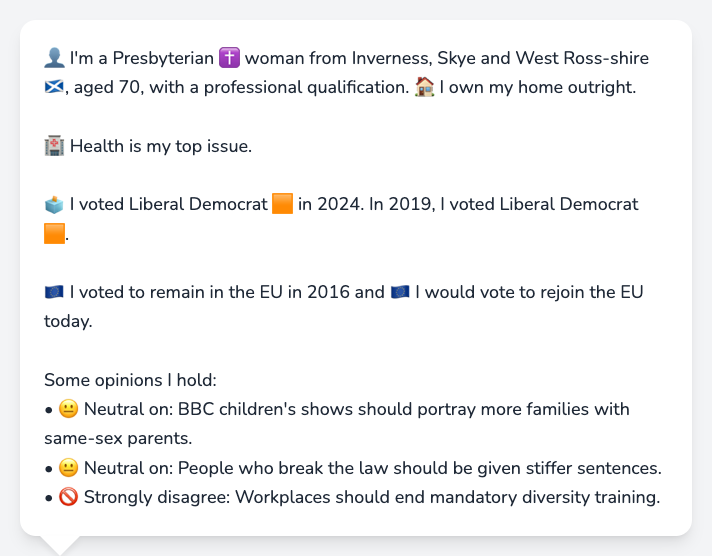 👤 I'm a Presbyterian ✝️ woman from Inverness, Skye and West Ross-shire
🏴󠁧󠁢󠁳󠁣󠁴󠁿, aged 70, with a professional qualification. 🏠 I own my home outright.
🏥 Health is my top issue.
🗳️ I voted Liberal Democrat 🟧 in 2024. In 2019, I voted Liberal Democrat
🟧.
🇪🇺 I voted to remain in the EU in 2016 and 🇪🇺 I would vote to rejoin the EU
today.
Some opinions I hold:
• 😐 Neutral on: BBC children's shows should portray more families with
same-sex parents.
• 😐 Neutral on: People who break the law should be given stiffer sentences.
• 🚫 Strongly disagree: Workplaces should end mandatory diversity training.